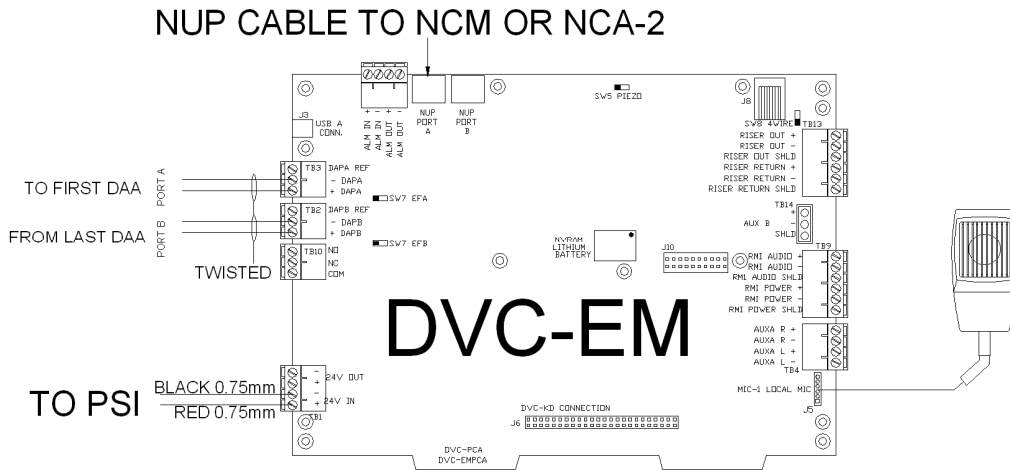 NUP CABLE TO NCM OR NCA-2
SW5 PIEZO
J8
NUP
PORT
A
NUP
PORT
B
J3
USB A
CONN.
ALM IN +
ALM IN -
ALM OUT +
ALM OUT -
SW8 4WIRE
TB13
RISER OUT +
RISER OUT -
RISER OUT SHLD
RISER RETURN +
RISER RETURN -
RISER RETURN SHLD
TO FIRST DAA
PORT A
TB3
DAPA REF
- DAPA
+ DAPA
SW7 EFA
FROM LAST DAA
PORT B
TB2
DAPB REF
- DAPB
+ DAPB
SW7 EFB
TWISTED
TB10
NO
NC
COM
TB14
+
AUX B -
SHLD
NVRAM
LITHIUM
BATTERY
J10
TB9
RMI AUDIO +
RMI AUDIO -
RM1 AUDIO SHLD
RMI POWER +
RMI POWER -
RMI POWER SHLD
DVC-EM
AUXA R +
AUXA R -
AUXA L +
AUXA L -
TB4
MIC-1 LOCAL MIC
J5
TO PSI
BLACK 0.75mm
RED 0.75mm
-
+ 24V OUT
-
+ 24V IN
TB1
DVC-KD CONNECTION
J6
DVC-PCA
DVC-EMPCA